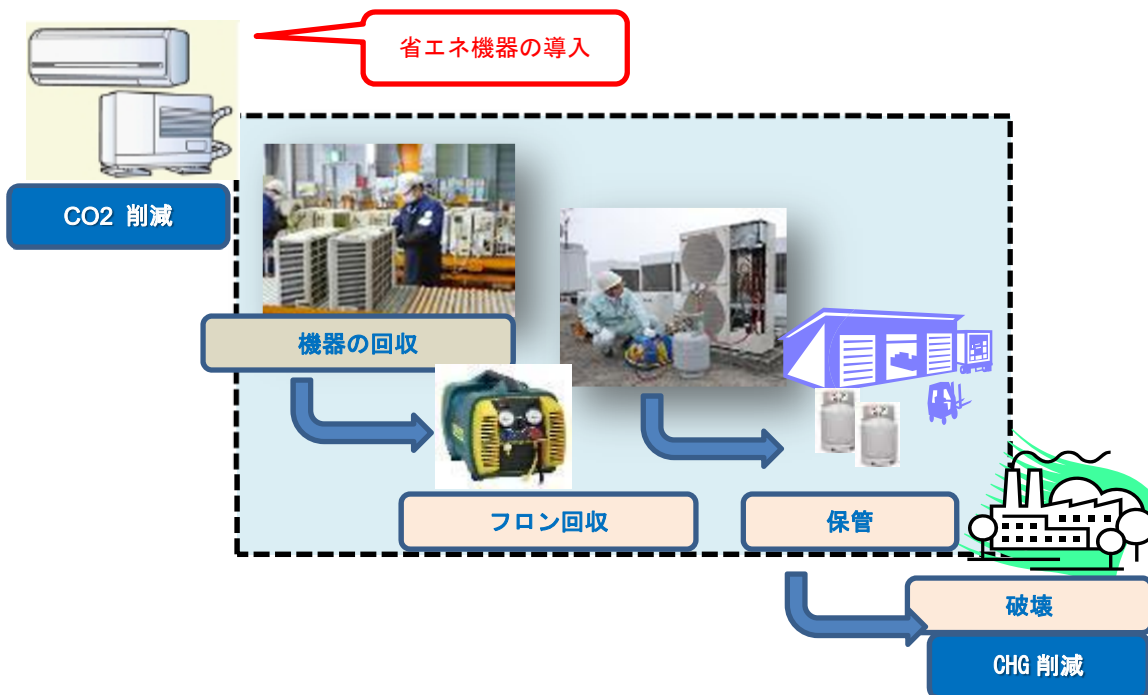 省エネ機器の導入
CO2 削減
機器の回収
フロン回収
保管
破壊
CHG 削減